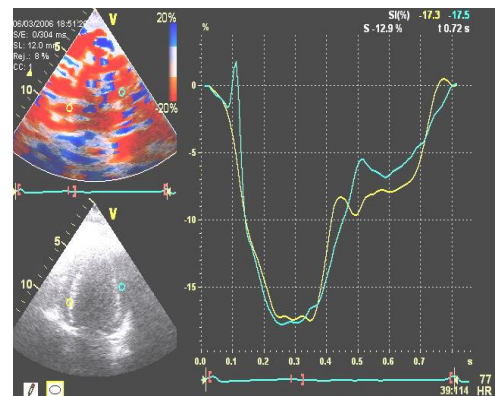 V
06/03/2006 18:51:2
S/E: 0/304 ms
SL: 12.0 mm
Rej.: 8 %
CC: 1
5
10
20%
-20%
V
5
10
% SI(%) -17.3 -17.5
S -12.9 % t 0.72 s
0
-5
-10
-15
0.0 0.1 0.2 0.3 0.4 0.5 0.6 0.7 s
77
39:114 HR